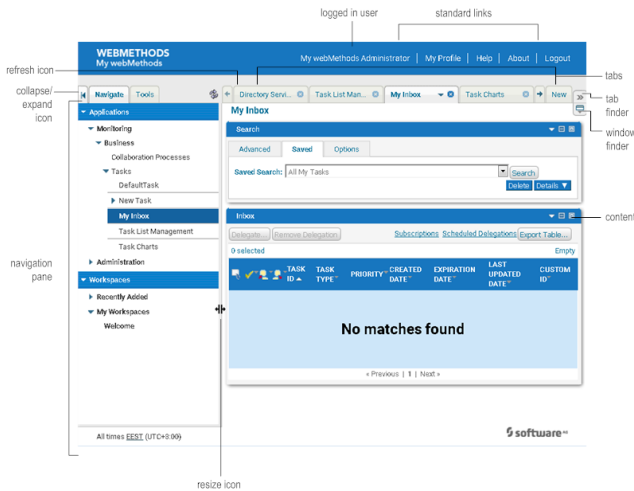 logged in user
standard links
WEBMETHODS
My webMethods
My webMethods Administrator | My Profile | Help | About | Logout
refresh icon
tabs
collapse/
expand
icon
Navigate Tools
Directory Servi... Task List Man... My Inbox Task Charts New
tab
finder
window
finder
Applications
My Inbox
Monitoring
Business
Collaboration Processes
Tasks
DefaultTask
New Task
My Inbox
Task List Management
Task Charts
Administration
Search
Advanced Saved Options
Saved Search: All My Tasks Search
Delete Details
Inbox
content
Delegate... Remove Delegation Subscriptions Scheduled Delegations Export Table...
0 selected Empty
navigation
pane
Workspaces
Recently Added
My Workspaces
Welcome
TASK
ID
TASK
TYPE
PRIORITY
CREATED
DATE
EXPIRATION
DATE
LAST
UPDATED
DATE
CUSTOM
ID
No matches found
« Previous | 1 | Next »
All times EEST (UTC+3:00)
software AG
resize icon